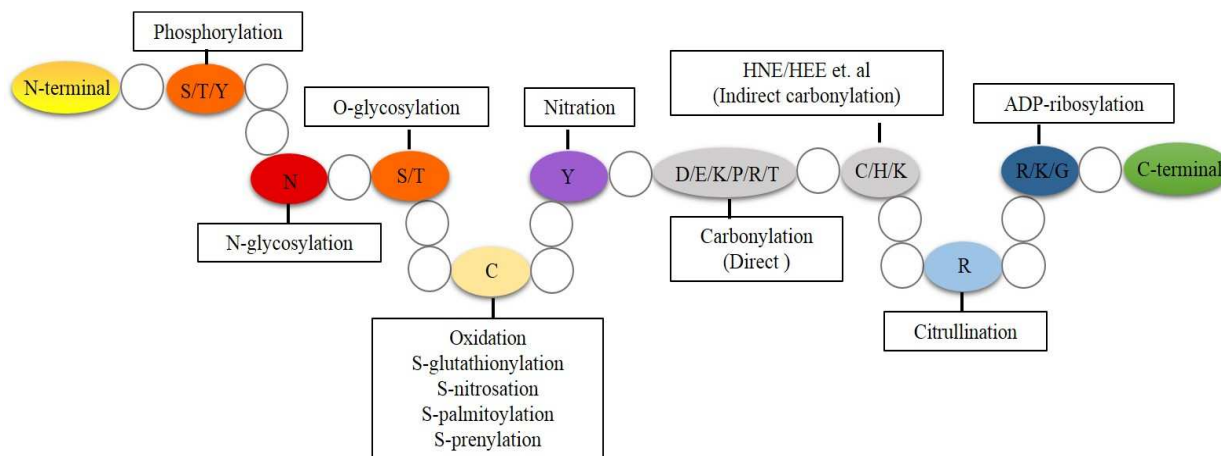 Phosphorylation
N-terminal
S/T/Y
O-glycosylation
N
S/T
N-glycosylation
C
Oxidation
S-glutathionylation
S-nitrosation
S-palmitoylation
S-prenylation
Nitration
Y
D/E/K/P/R/T
Carbonylation
(Direct )
HNE/HEE et. al
(Indirect carbonylation)
C/H/K
R
Citrullination
ADP-ribosylation
R/K/G
C-terminal